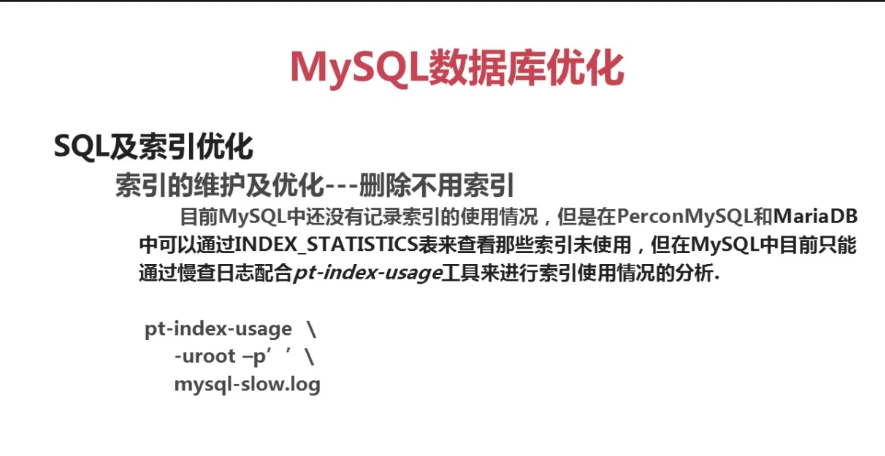 MySQL数据库优化
SQL及索引优化
索引的维护及优化---删除不用索引
目前MySQL中还没有记录索引的使用情况，但是在PerconMySQL和MariaDB
中可以通过INDEX_STATISTICS表来查看那些索引未使用，但在MySQL中目前只能
通过慢查日志配合pt-index-usage工具来进行索引使用情况的分析.
pt-index-usage \
-uroot –p’’ \
mysql-slow.log